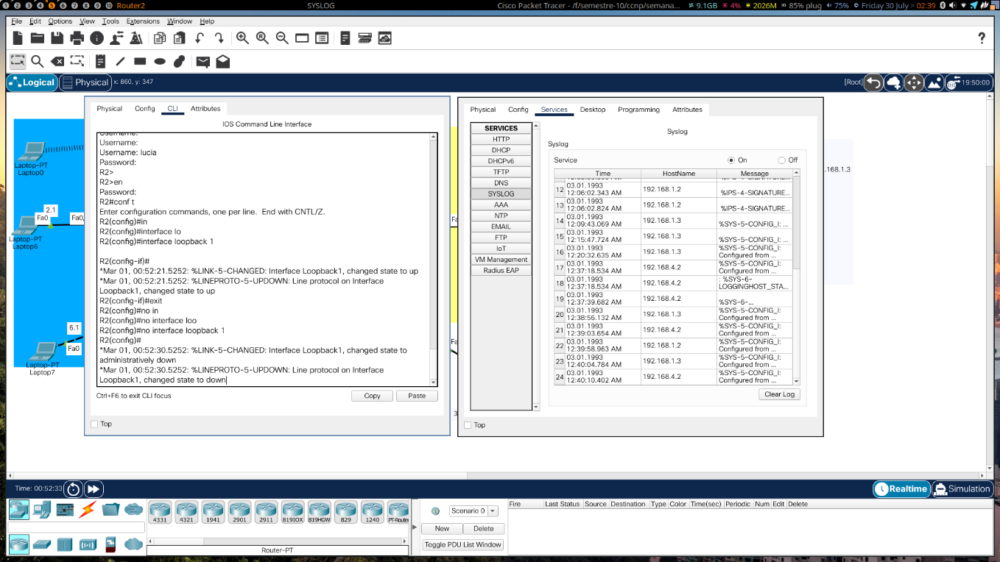 1 2 3 4 5 6 7 8 9 10 Router2 SYSLOG Cisco Packet Tracer - /f/semestre-10/ccnp/semana... 9.1GB 4% 2026M 85% plug 75% Friday 30 July > 02:39
File Edit Options View Tools Extensions Window Help
?
Logical Physical x: 860, y: 347 [Root] 19:50:00
Laptop-PT
Laptop0
2.1
Fa0 Fa0,
Laptop-PT
Laptop6
6.1
Fa0
Laptop-PT
Laptop7
Physical Config CLI Attributes
IOS Command Line Interface
Username:
Username:
Username: lucia
Password:
R2>
R2>en
Password:
R2#conf t
Enter configuration commands, one per line. End with CNTL/Z.
R2(config)#in
R2(config)#interface lo
R2(config)#interface loopback 1
R2(config-if)#
*Mar 01, 00:52:21.5252: %LINK-5-CHANGED: Interface Loopback1, changed state to up
*Mar 01, 00:52:21.5252: %LINEPROTO-5-UPDOWN: Line protocol on Interface
Loopback1, changed state to up
R2(config-if)#exit
R2(config)#no in
R2(config)#no interface loo
R2(config)#no interface loopback 1
R2(config)#
*Mar 01, 00:52:30.5252: %LINK-5-CHANGED: Interface Loopback1, changed state to
administratively down
*Mar 01, 00:52:30.5252: %LINEPROTO-5-UPDOWN: Line protocol on Interface
Loopback1, changed state to down
Ctrl+F6 to exit CLI focus Copy Paste
Top
Fa
Fa
3
Physical Config Services Desktop Programming Attributes
SERVICES
HTTP
DHCP
DHCPv6
TFTP
DNS
SYSLOG
AAA
NTP
EMAIL
FTP
IoT
VM Management
Radius EAP
Syslog
Syslog
Service On Off
Time HostName Message
%IPS-4-SIGNATURE...
12 03.01.1993 12:06:02.343 AM 192.168.1.2 %IPS-4-SIGNATURE...
13 03.01.1993 12:06:02.824 AM 192.168.1.2 %IPS-4-SIGNATURE...
14 03.01.1993 12:09:43.069 AM 192.168.1.3 %SYS-5-CONFIG_I: ...
15 03.01.1993 12:15:47.724 AM 192.168.1.3 %SYS-5-CONFIG_I: ...
16 03.01.1993 12:20:32.635 AM 192.168.1.3 %SYS-5-CONFIG_I: Configured from ...
17 03.01.1993 12:37:18.534 AM 192.168.4.2 %SYS-5-CONFIG_I: Configured from ...
18 03.01.1993 12:37:18.534 AM 192.168.4.2 : %SYS-6-LOGGINGHOST_STA...
19 03.01.1993 12:37:39.682 AM 192.168.4.2 %SYS-6-...
20 03.01.1993 12:38:56.132 AM 192.168.1.3 %SYS-5-CONFIG_I: Configured from ...
21 03.01.1993 12:39:03.654 AM 192.168.4.2 %SYS-5-CONFIG_I: Configured from ...
22 03.01.1993 12:39:58.963 AM 192.168.1.2 %SYS-5-CONFIG_I: Configured from ...
23 03.01.1993 12:40:04.784 AM 192.168.1.3 %SYS-5-CONFIG_I: Configured from ...
24 03.01.1993 12:40:10.402 AM 192.168.4.2 %SYS-5-CONFIG_I: Configured from ...
Clear Log
Top
.168.1.3
Time: 00:52:33 Realtime Simulation
4331 4321 1941 2901 2911 819IOX 819HGW 829 1240 PT-Router
Router-PT
Scenario 0
New Delete
Toggle PDU List Window
Fire Last Status Source Destination Type Color Time(sec) Periodic Num Edit Delete